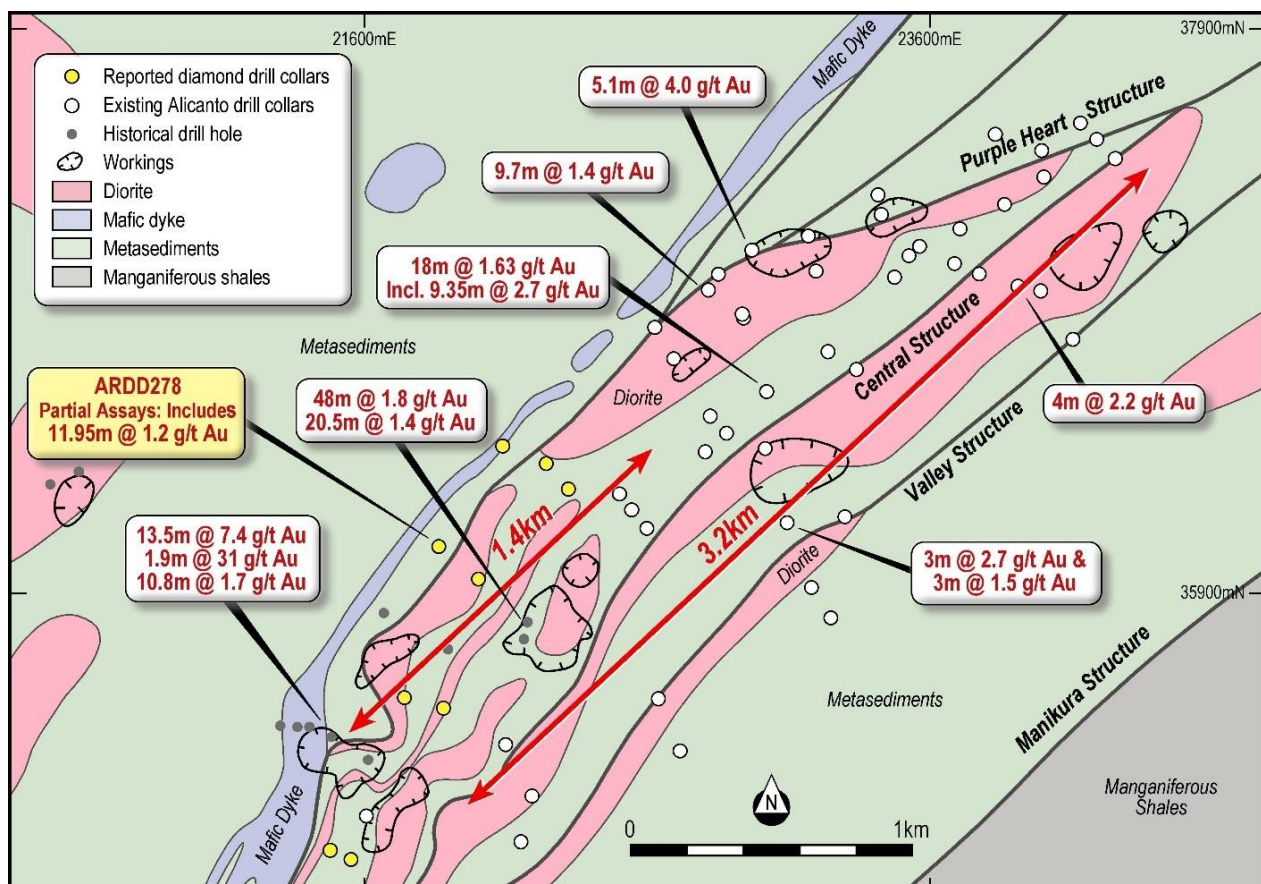 21600mE
23600mE
37900mN
Reported diamond drill collars
Existing Alicanto drill collars
Historical drill hole
Workings
Diorite
Mafic dyke
Metasediments
Manganiferous shales
Mafic Dyke
5.1m @ 4.0 g/t Au
Purple Heart Structure
9.7m @ 1.4 g/t Au
18m @ 1.63 g/t Au
Incl. 9.35m @ 2.7 g/t Au
Metasediments
Central Structure
Diorite
ARDD278
Partial Assays: Includes
11.95m @ 1.2 g/t Au
48m @ 1.8 g/t Au
20.5m @ 1.4 g/t Au
4m @ 2.2 g/t Au
Valley Structure
1.4km
3.2km
13.5m @ 7.4 g/t Au
1.9m @ 31 g/t Au
10.8m @ 1.7 g/t Au
Diorite
3m @ 2.7 g/t Au &
3m @ 1.5 g/t Au
35900mN
Metasediments
Manikura Structure
Mafic Dyke
N
Manganiferous
Shales
0
1km